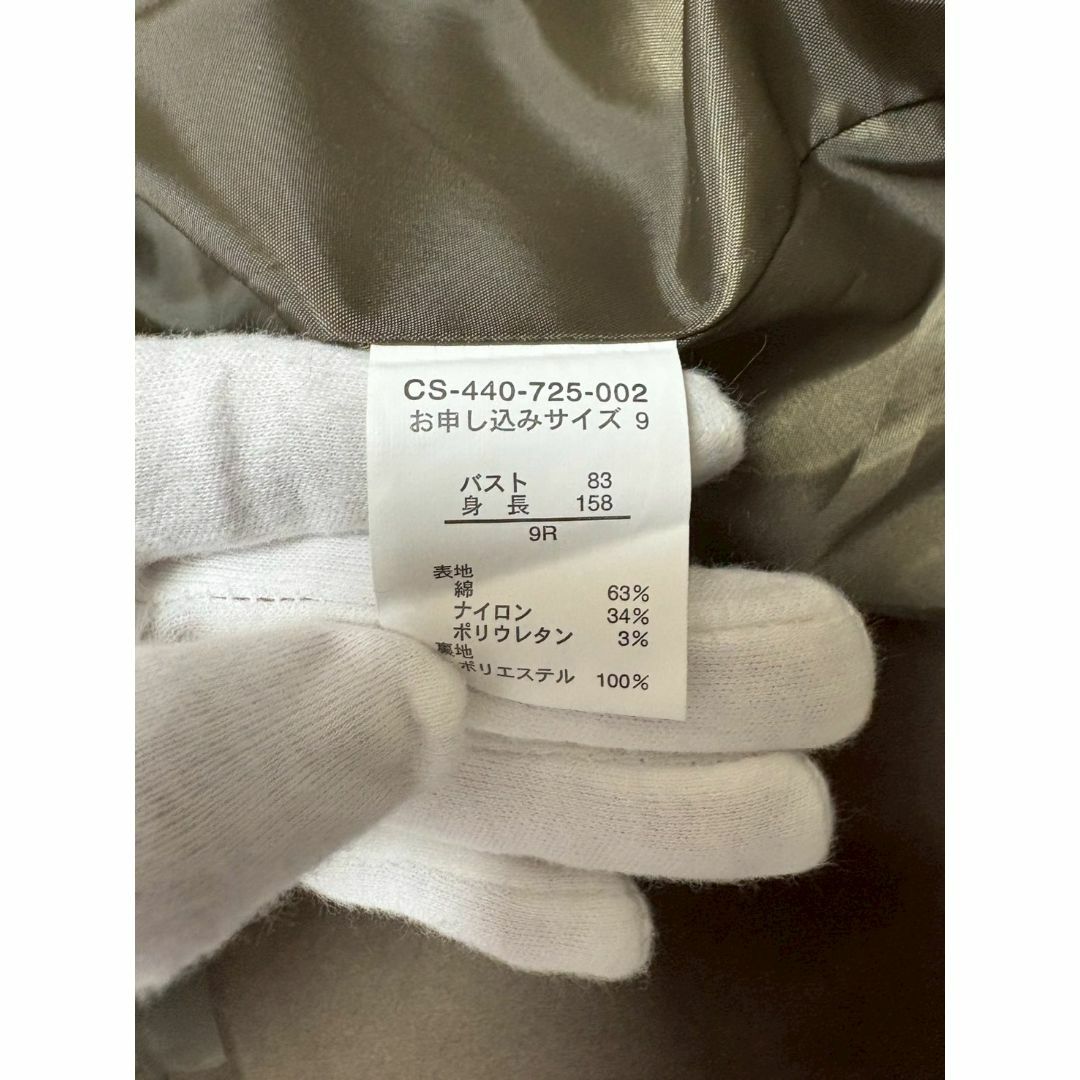 CS-440-725-002
お申し込みサイズ 9
バスト 83
身長 158
9R
表地
綿 63%
ナイロン 34%
ポリウレタン 3%
裏地
ポリエステル 100%